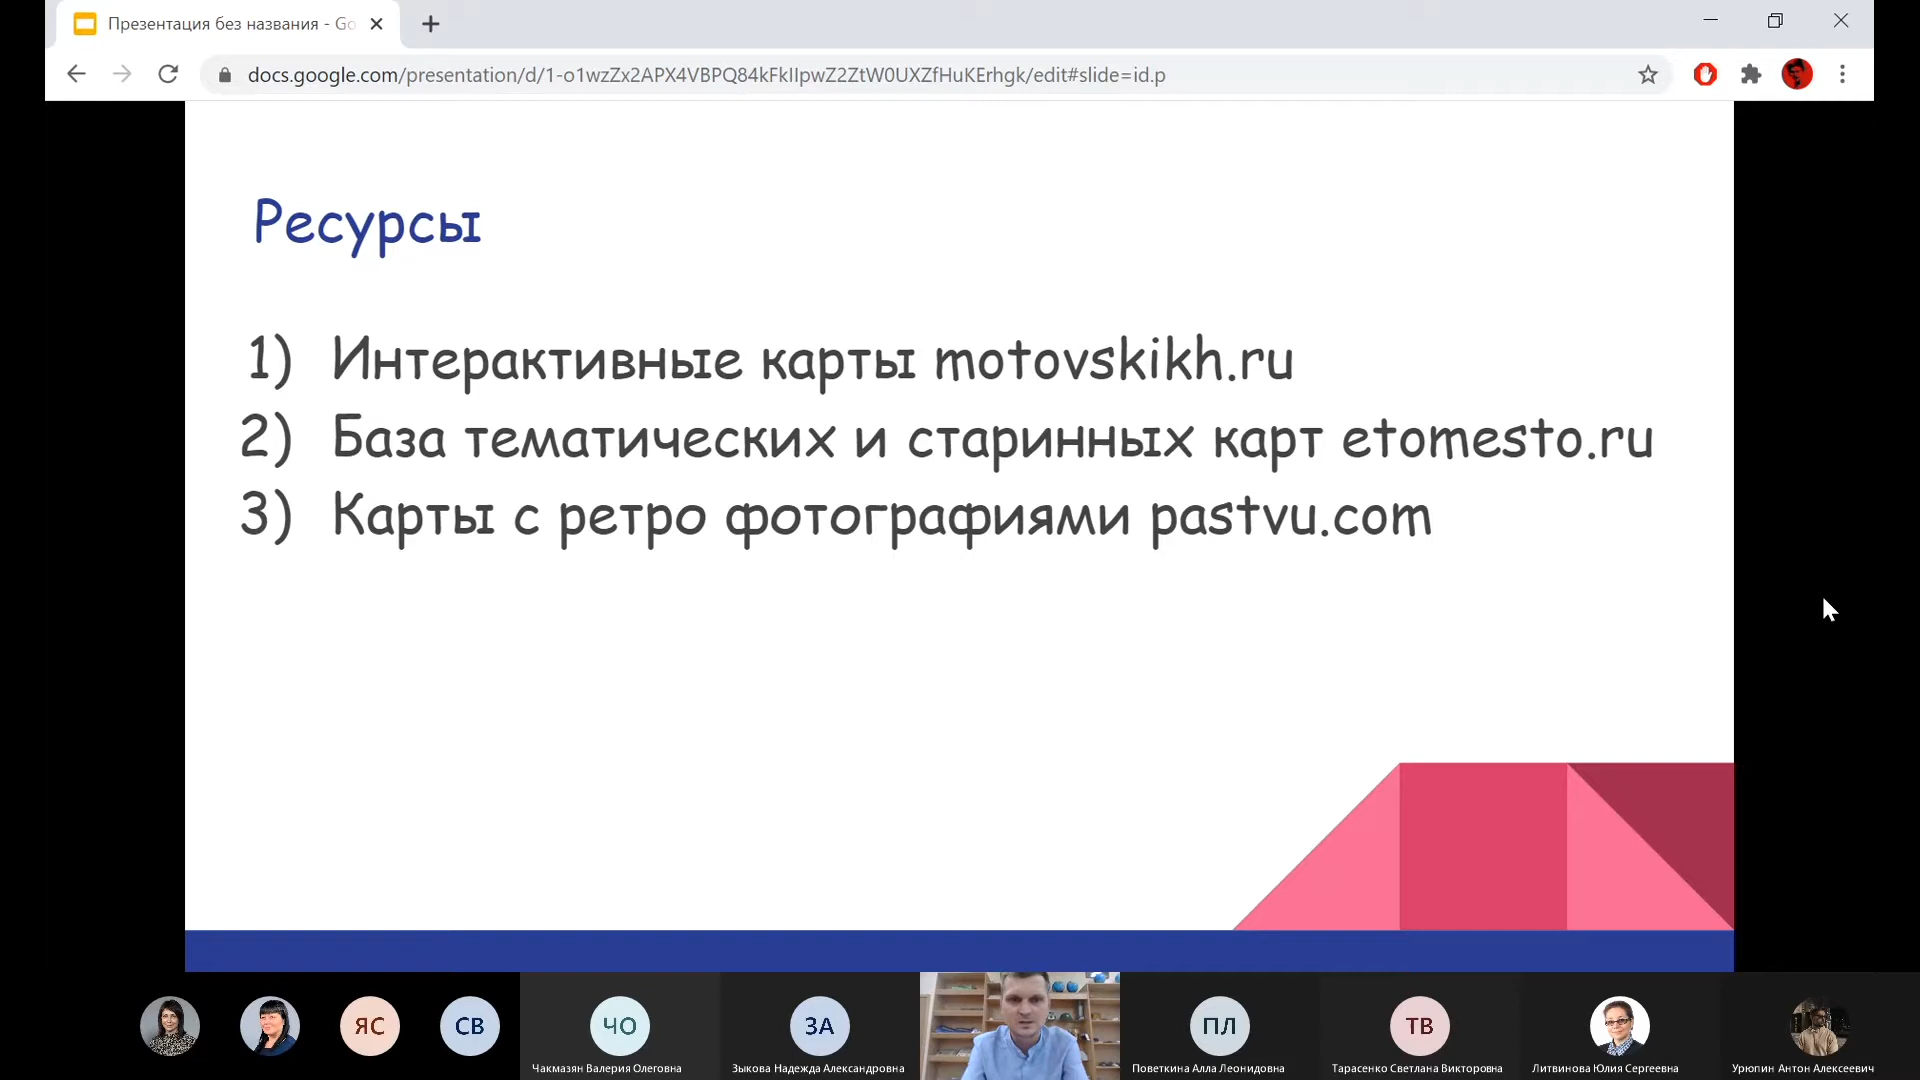 Презентация без названия - Go
docs.google.com/presentation/d/1-o1wzZx2APX4VBPQ84kFkIIpwZ2ZtW0UXZfHuKErhgk/edit#slide=id.p
Ресурсы
1) Интерактивные карты motovskikh.ru
2) База тематических и старинных карт etomesto.ru
3) Карты с ретро фотографиями pastvu.com
ЯС
СВ
ЧО
ЗА
ПЛ
ТВ
Чакмазян Валерия Олеговна
Зыкова Надежда Александровна
Поветкина Алла Леонидовна
Тарасенко Светлана Викторовна
Литвинова Юлия Сергеевна
Урюпин Антон Алексеевич